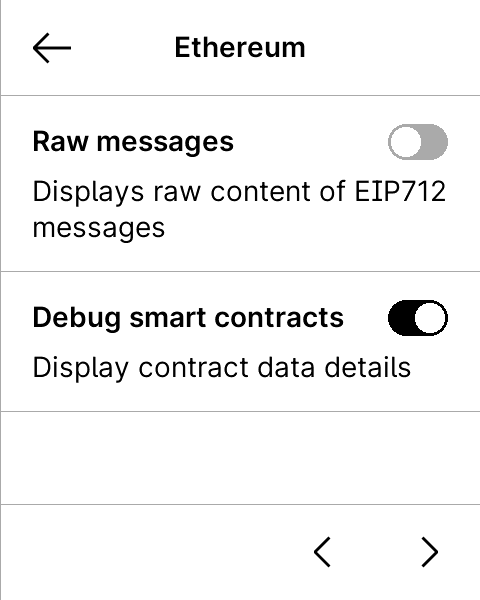 Ethereum
Raw messages
Displays raw content of EIP712
messages
Debug smart contracts
Display contract data details